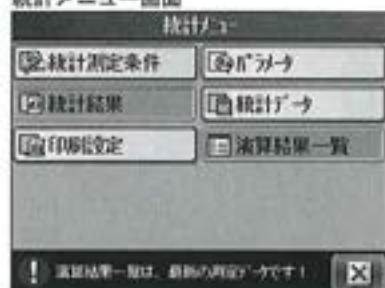 統計メニュー画面
統計メニュー
統計測定条件
パラメータ
統計結果
統計データ
印刷設定
演算結果一覧
演算結果一覧は、最新の測定データです！